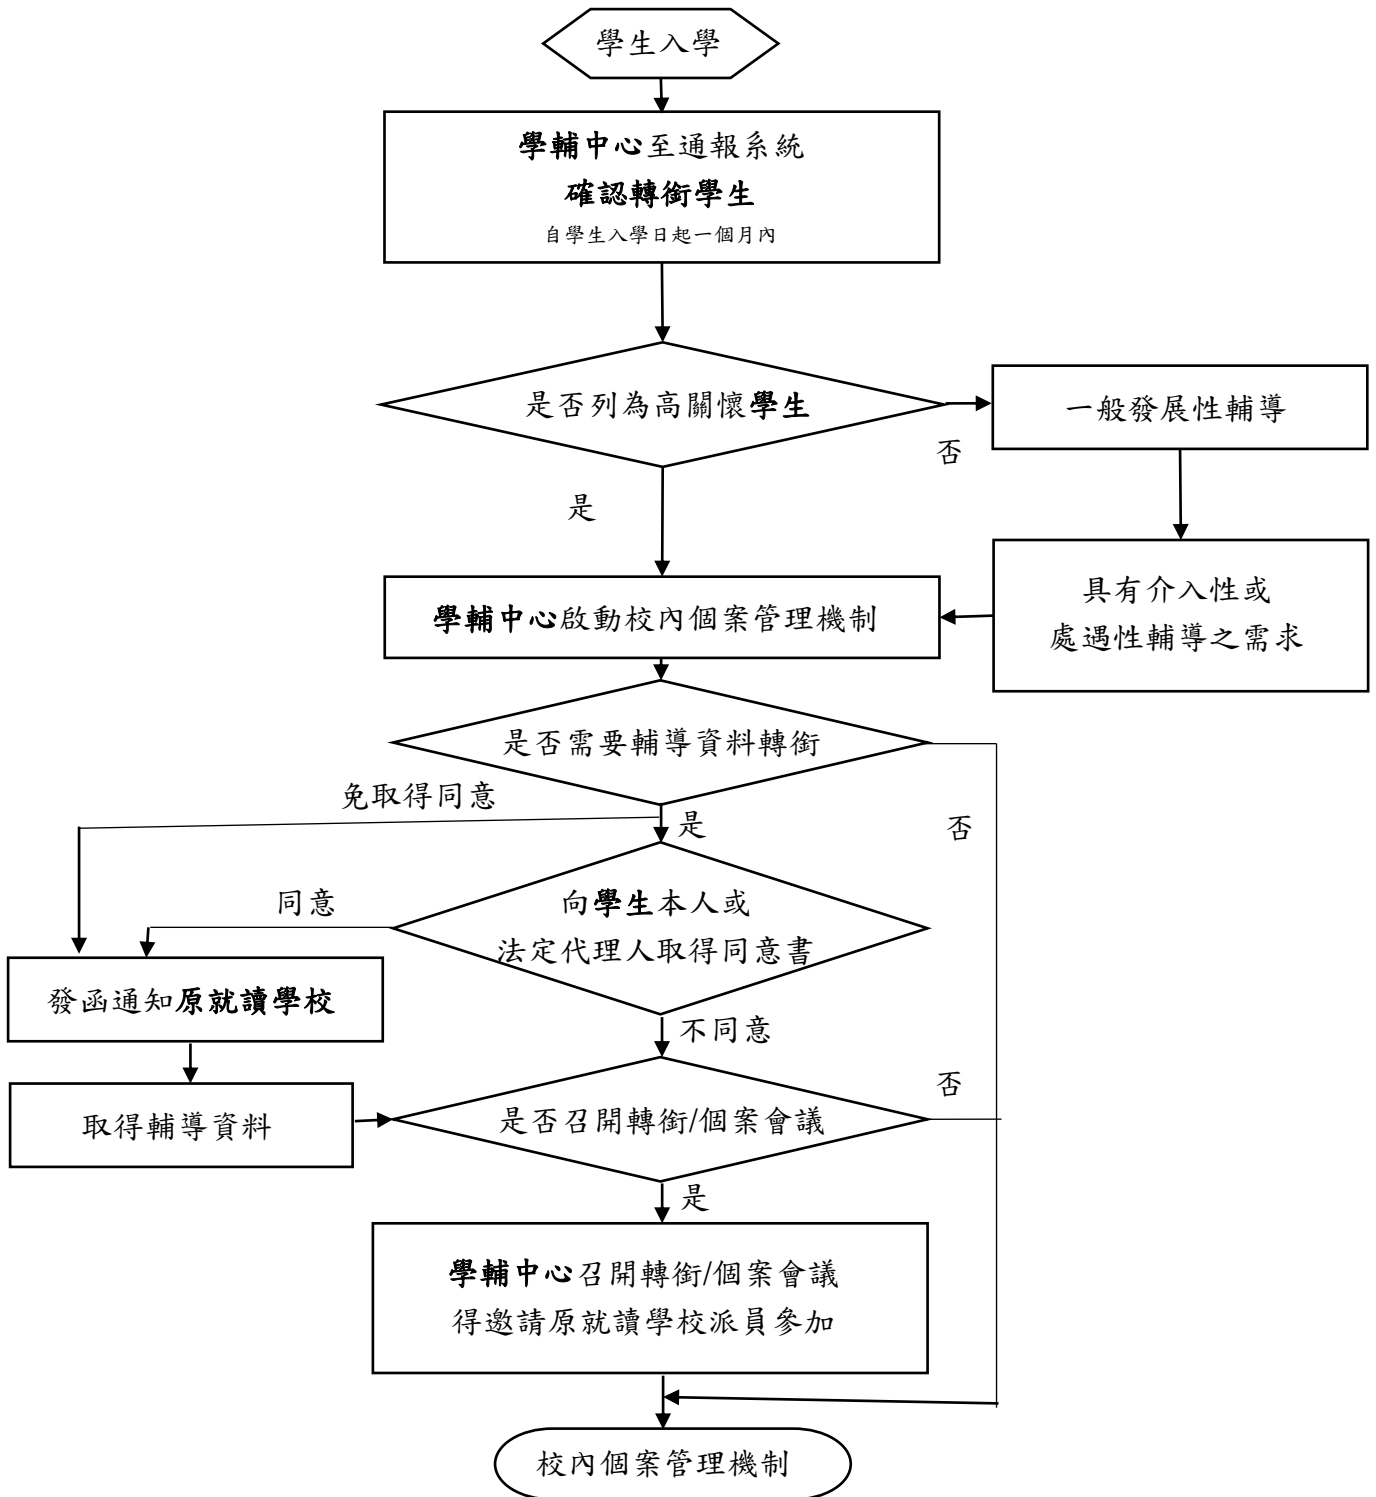 學生入學
學輔中心至通報系統
確認轉銜學生
自學生入學日起一個月內
是否列為高關懷學生
一般發展性輔導
否
是
具有介入性或
處遇性輔導之需求
學輔中心啟動校內個案管理機制
是否需要輔導資料轉銜
免取得同意
是
否
同意
向學生本人或
法定代理人取得同意書
發函通知原就讀學校
不同意
否
取得輔導資料
是否召開轉銜/個案會議
是
學輔中心召開轉銜/個案會議
得邀請原就讀學校派員參加
校內個案管理機制